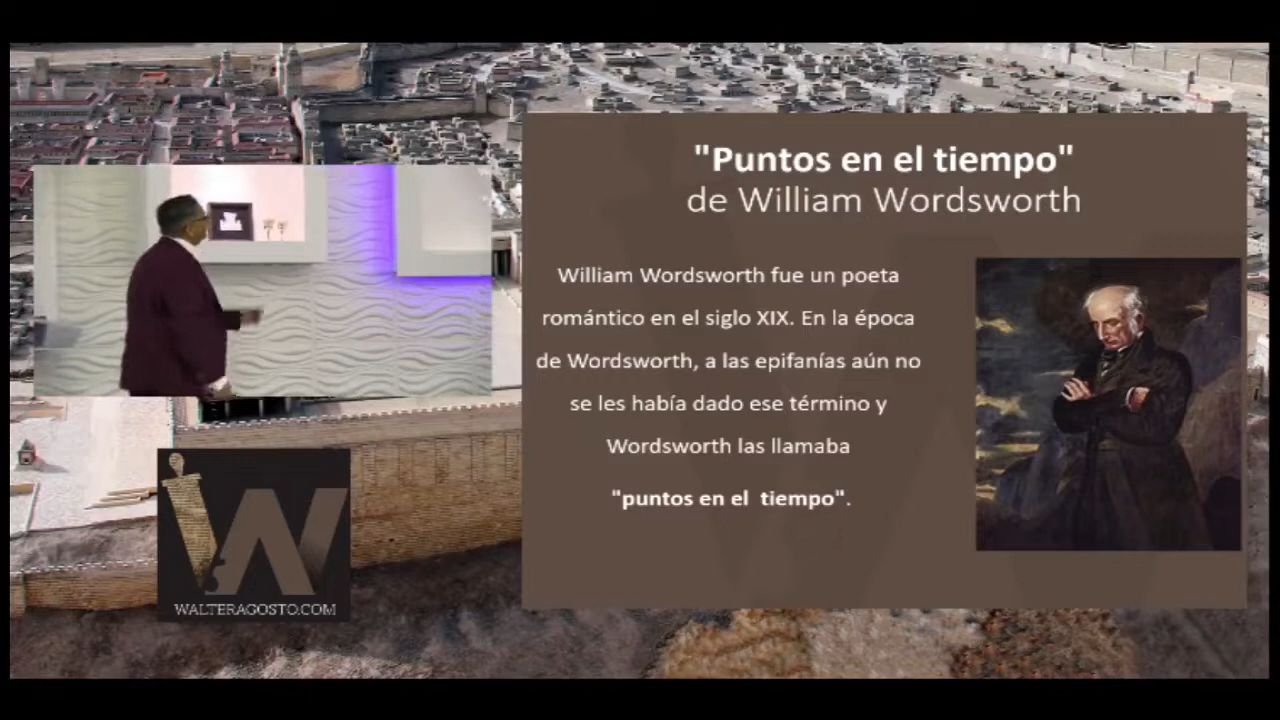 "Puntos en el tiempo"
de William Wordsworth
William Wordsworth fue un poeta
romántico en el siglo XIX. En la época
de Wordsworth, a las epifanías aún no
se les había dado ese término y
Wordsworth las llamaba
"puntos en el  tiempo".
W
WALTERAGOSTO.COM